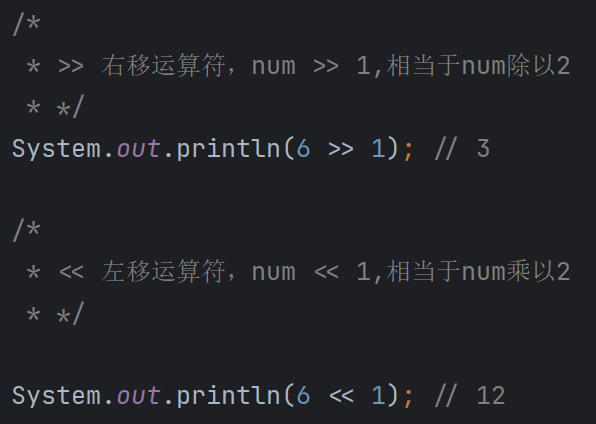 /*
 * >> 右移运算符，num >> 1,相当于num除以2
 * */
System.out.println(6 >> 1); // 3
/*
 * << 左移运算符，num << 1,相当于num乘以2
 * */
System.out.println(6 << 1); // 12